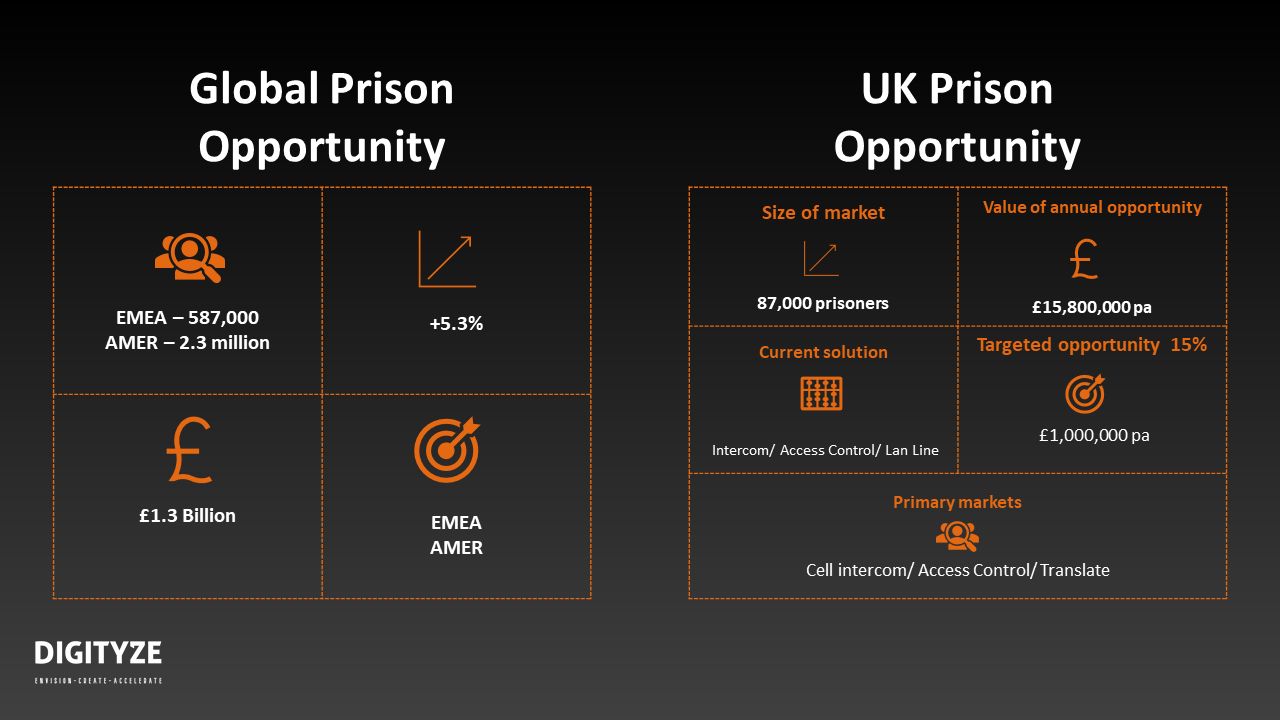 Global Prison
Opportunity
EMEA – 587,000
AMER – 2.3 million
+5.3%
£1.3 Billion
EMEA
AMER
UK Prison
Opportunity
Size of market
87,000 prisoners
Value of annual opportunity
£15,800,000 pa
Current solution
Intercom/ Access Control/ Lan Line
Targeted opportunity 15%
£1,000,000 pa
Primary markets
Cell intercom/ Access Control/ Translate
DIGITYZE
ENVISION-CREATE-ACCELERATE